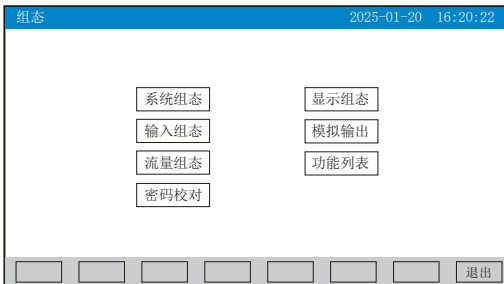 组态 2025-01-20 16:20:22
系统组态 显示组态
输入组态 模拟输出
流量组态 功能列表
密码校对
退出